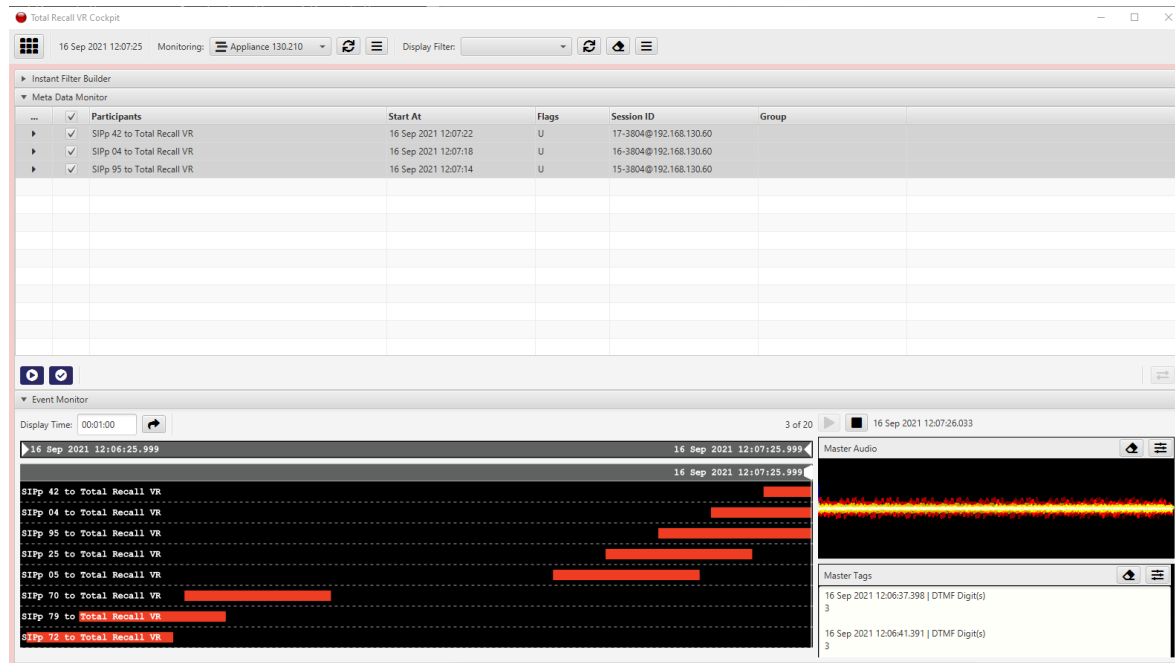 Total Recall VR Cockpit
16 Sep 2021 12:07:25 Monitoring: Appliance 130.210 Display Filter:
Instant Filter Builder
Meta Data Monitor
... Participants Start At Flags Session ID Group
SIPp 42 to Total Recall VR 16 Sep 2021 12:07:22 U 17-3804@192.168.130.60
SIPp 04 to Total Recall VR 16 Sep 2021 12:07:18 U 16-3804@192.168.130.60
SIPp 95 to Total Recall VR 16 Sep 2021 12:07:14 U 15-3804@192.168.130.60
Event Monitor
Display Time: 00:01:00 3 of 20 16 Sep 2021 12:07:26.033
16 Sep 2021 12:06:25.999 16 Sep 2021 12:07:25.999
16 Sep 2021 12:07:25.999
SIPp 42 to Total Recall VR
SIPp 04 to Total Recall VR
SIPp 95 to Total Recall VR
SIPp 25 to Total Recall VR
SIPp 05 to Total Recall VR
SIPp 70 to Total Recall VR
SIPp 79 to Total Recall VR
SIPp 72 to Total Recall VR
Master Audio
Master Tags
16 Sep 2021 12:06:37.398 | DTMF Digit(s)
3
16 Sep 2021 12:06:41.391 | DTMF Digit(s)
3